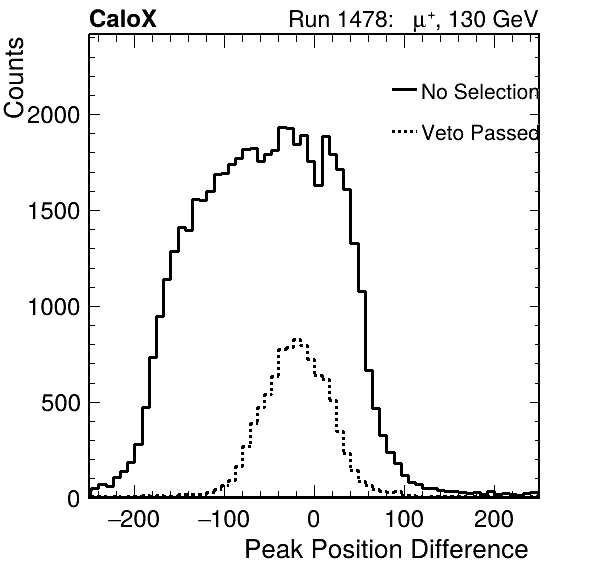 CaloX Run 1478: μ⁺, 130 GeV
Counts
No Selection
Veto Passed
2000
1500
1000
500
0
−200 −100 0 100 200
Peak Position Difference